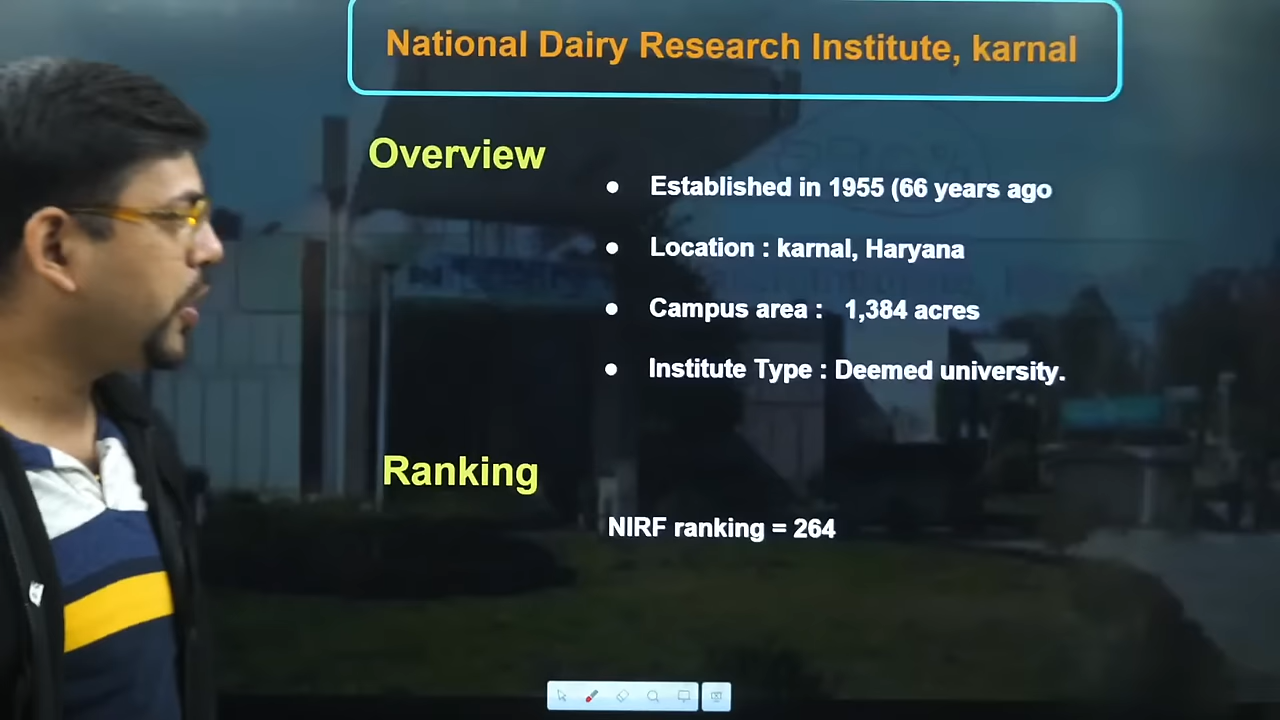 National Dairy Research Institute, karnal
Overview
● Established in 1955 (66 years ago
● Location : karnal, Haryana
● Campus area : 1,384 acres
● Institute Type : Deemed university.
Ranking
NIRF ranking = 264